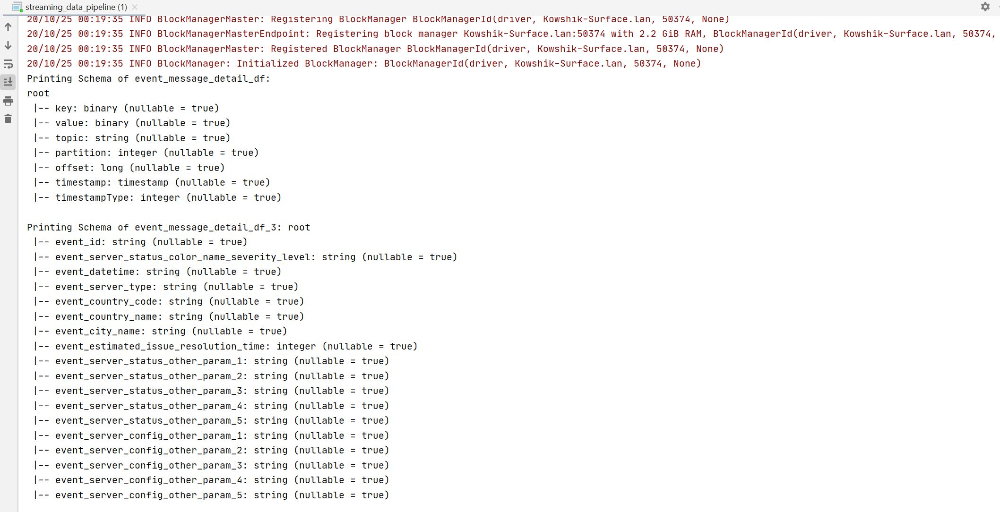 streaming_data_pipeline (1)
20/10/25 00:19:35 INFO BlockManagerMaster: Registering BlockManager BlockManagerId(driver, Kowshik-Surface.lan, 50374, None)
20/10/25 00:19:35 INFO BlockManagerMasterEndpoint: Registering block manager Kowshik-Surface.lan:50374 with 2.2 GiB RAM, BlockManagerId(driver, Kowshik-Surface.lan, 50374,
20/10/25 00:19:35 INFO BlockManagerMaster: Registered BlockManager BlockManagerId(driver, Kowshik-Surface.lan, 50374, None)
20/10/25 00:19:35 INFO BlockManager: Initialized BlockManager: BlockManagerId(driver, Kowshik-Surface.lan, 50374, None)
Printing Schema of event_message_detail_df:
root
 |-- key: binary (nullable = true)
 |-- value: binary (nullable = true)
 |-- topic: string (nullable = true)
 |-- partition: integer (nullable = true)
 |-- offset: long (nullable = true)
 |-- timestamp: timestamp (nullable = true)
 |-- timestampType: integer (nullable = true)
Printing Schema of event_message_detail_df_3: root
 |-- event_id: string (nullable = true)
 |-- event_server_status_color_name_severity_level: string (nullable = true)
 |-- event_datetime: string (nullable = true)
 |-- event_server_type: string (nullable = true)
 |-- event_country_code: string (nullable = true)
 |-- event_country_name: string (nullable = true)
 |-- event_city_name: string (nullable = true)
 |-- event_estimated_issue_resolution_time: integer (nullable = true)
 |-- event_server_status_other_param_1: string (nullable = true)
 |-- event_server_status_other_param_2: string (nullable = true)
 |-- event_server_status_other_param_3: string (nullable = true)
 |-- event_server_status_other_param_4: string (nullable = true)
 |-- event_server_status_other_param_5: string (nullable = true)
 |-- event_server_config_other_param_1: string (nullable = true)
 |-- event_server_config_other_param_2: string (nullable = true)
 |-- event_server_config_other_param_3: string (nullable = true)
 |-- event_server_config_other_param_4: string (nullable = true)
 |-- event_server_config_other_param_5: string (nullable = true)